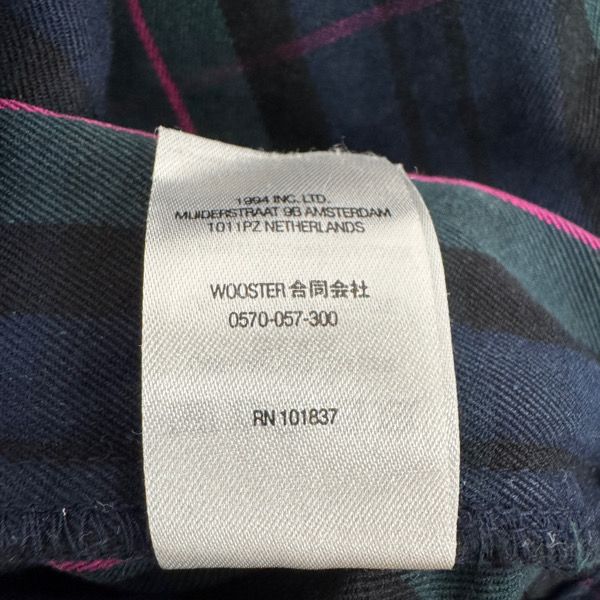 1994 INC. LTD.
MUIDERSTRAAT 9B AMSTERDAM
1011PZ NETHERLANDS
WOOSTER 合同会社
0570-057-300
RN 101837